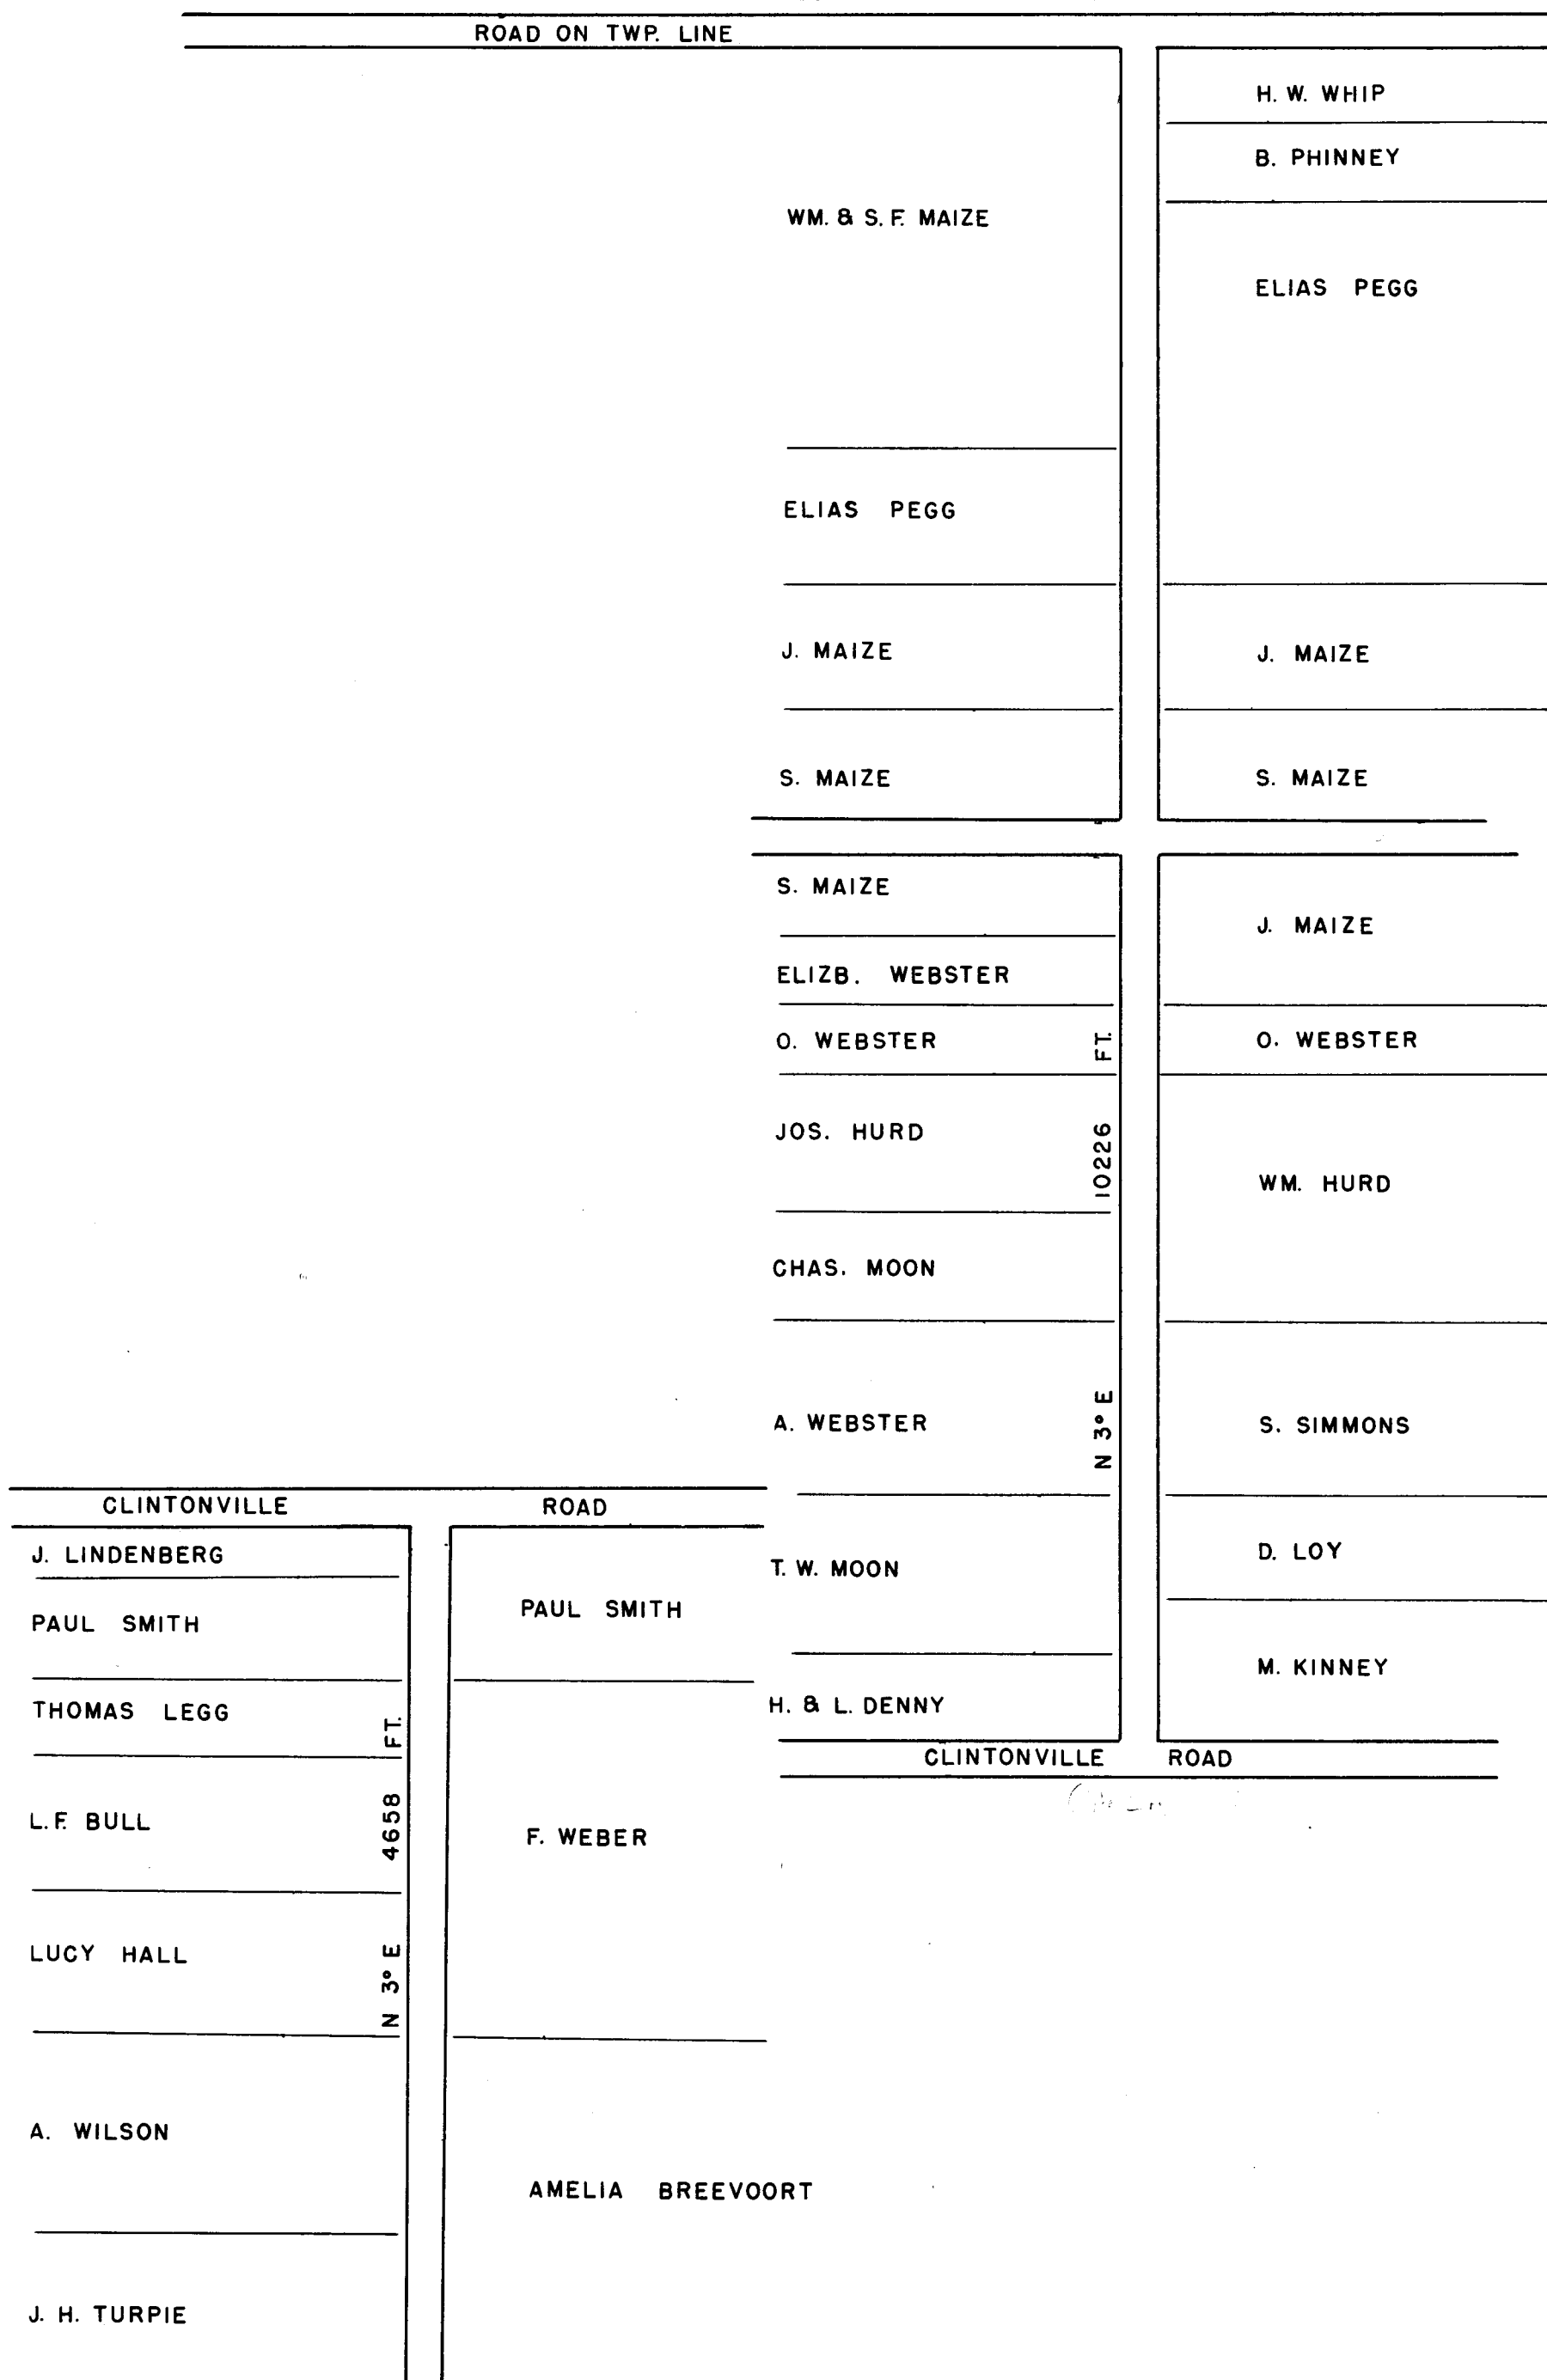 ROAD ON TWP. LINE
H. W. WHIP
B. PHINNEY
WM. & S. F. MAIZE
ELIAS PEGG
ELIAS PEGG
J. MAIZE
J. MAIZE
S. MAIZE
S. MAIZE
S. MAIZE
J. MAIZE
ELIZB. WEBSTER
O. WEBSTER
O. WEBSTER
JOS. HURD
WM. HURD
CHAS. MOON
A. WEBSTER
S. SIMMONS
N 3° E 10226 FT.
T. W. MOON
D. LOY
H. & L. DENNY
M. KINNEY
CLINTONVILLE ROAD
CLINTONVILLE ROAD
J. LINDENBERG
PAUL SMITH
PAUL SMITH
THOMAS LEGG
L. F. BULL
F. WEBER
LUCY HALL
N 3° E 4658 FT.
A. WILSON
AMELIA BREEVOORT
J. H. TURPIE